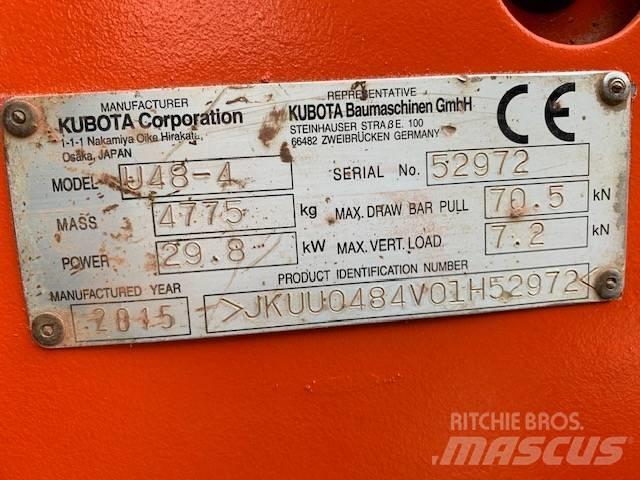 MANUFACTURER
KUBOTA Corporation
1-1-1 Nakamiya Oike Hirakata,
Osaka, JAPAN
REPRESENTATIVE
KUBOTA Baumaschinen GmbH
STEINHAUSER STRAßE. 100
66482 ZWEIBRÜCKEN GERMANY
CE
MODEL U48-4
SERIAL No. 52972
MASS 4775 kg
MAX. DRAW BAR PULL 70.5 kN
POWER 29.8 kW
MAX. VERT. LOAD 7.2 kN
MANUFACTURED YEAR
2015
PRODUCT IDENTIFICATION NUMBER
>JKUU0484V01H52972<
RITCHIE BROS.
MASCUS